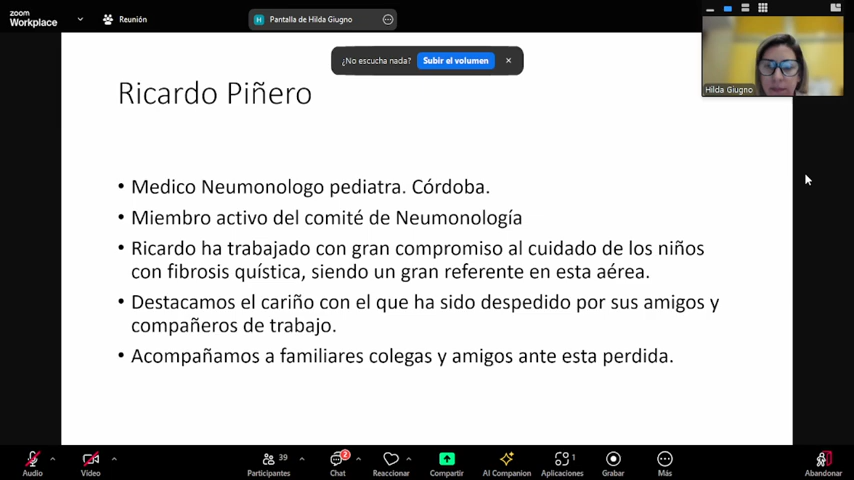 zoom
Workplace
Reunión
H Pantalla de Hilda Giugno
¿No escucha nada? Subir el volumen
Hilda Giugno
Ricardo Piñero
• Medico Neumonologo pediatra. Córdoba.
• Miembro activo del comité de Neumonología
• Ricardo ha trabajado con gran compromiso al cuidado de los niños
con fibrosis quística, siendo un gran referente en esta aérea.
• Destacamos el cariño con el que ha sido despedido por sus amigos y
compañeros de trabajo.
• Acompañamos a familiares colegas y amigos ante esta perdida.
Audio
Video
39
Participantes
2
Chat
Reaccionar
Compartir
AI Companion
1
Aplicaciones
Grabar
Más
Abandonar